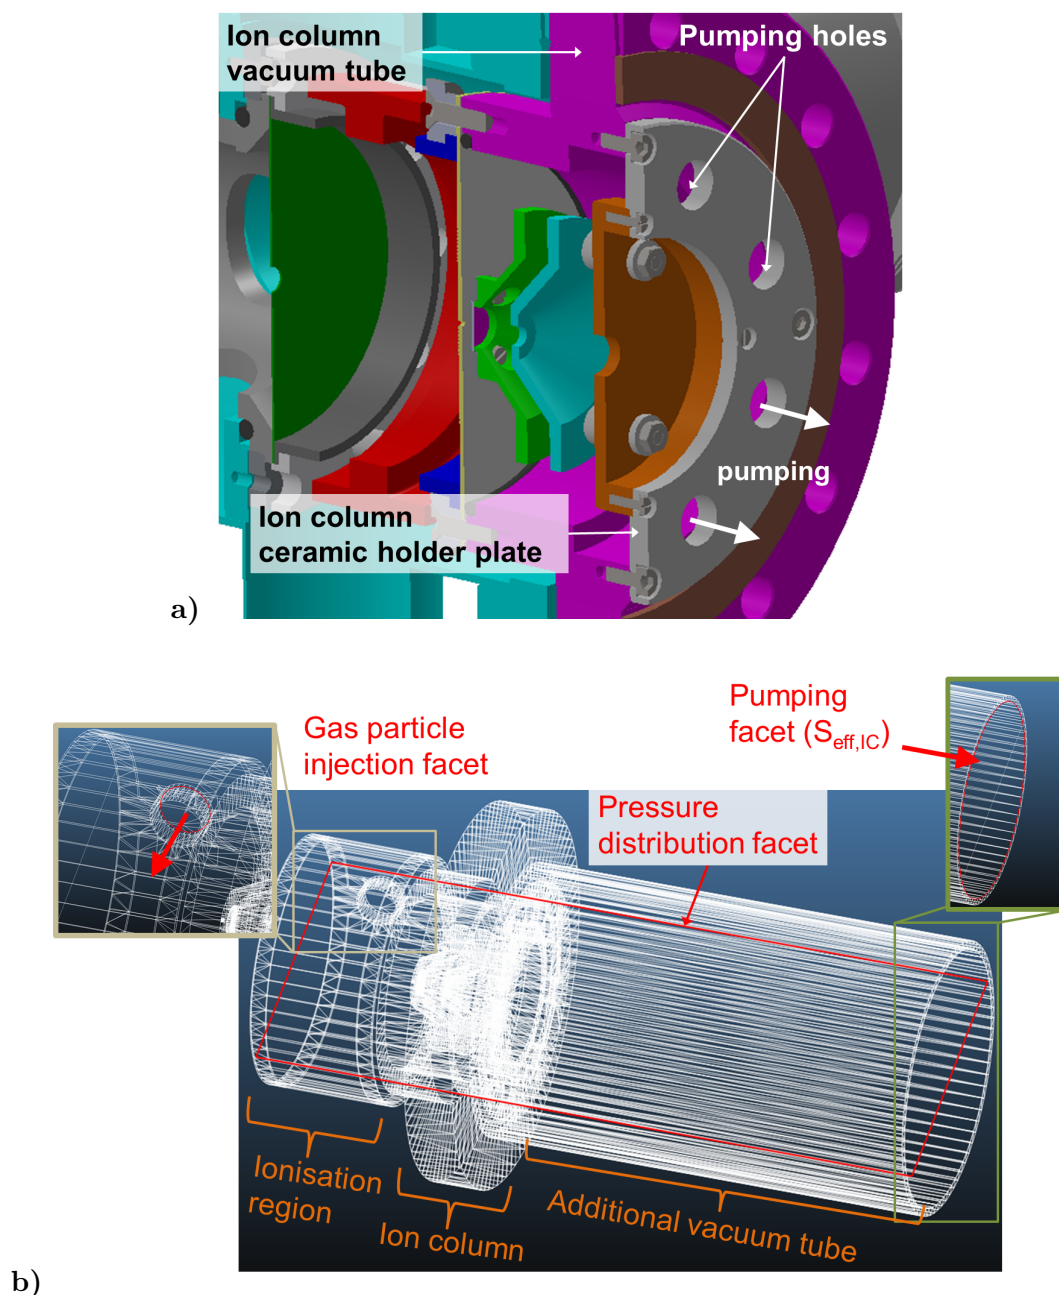 Ion column
vacuum tube
Pumping holes
pumping
Ion column
ceramic holder plate
a)
Gas particle
injection facet
Pumping
facet (S_eff,IC)
Pressure
distribution facet
Ionisation
region
Ion column
Additional vacuum tube
b)